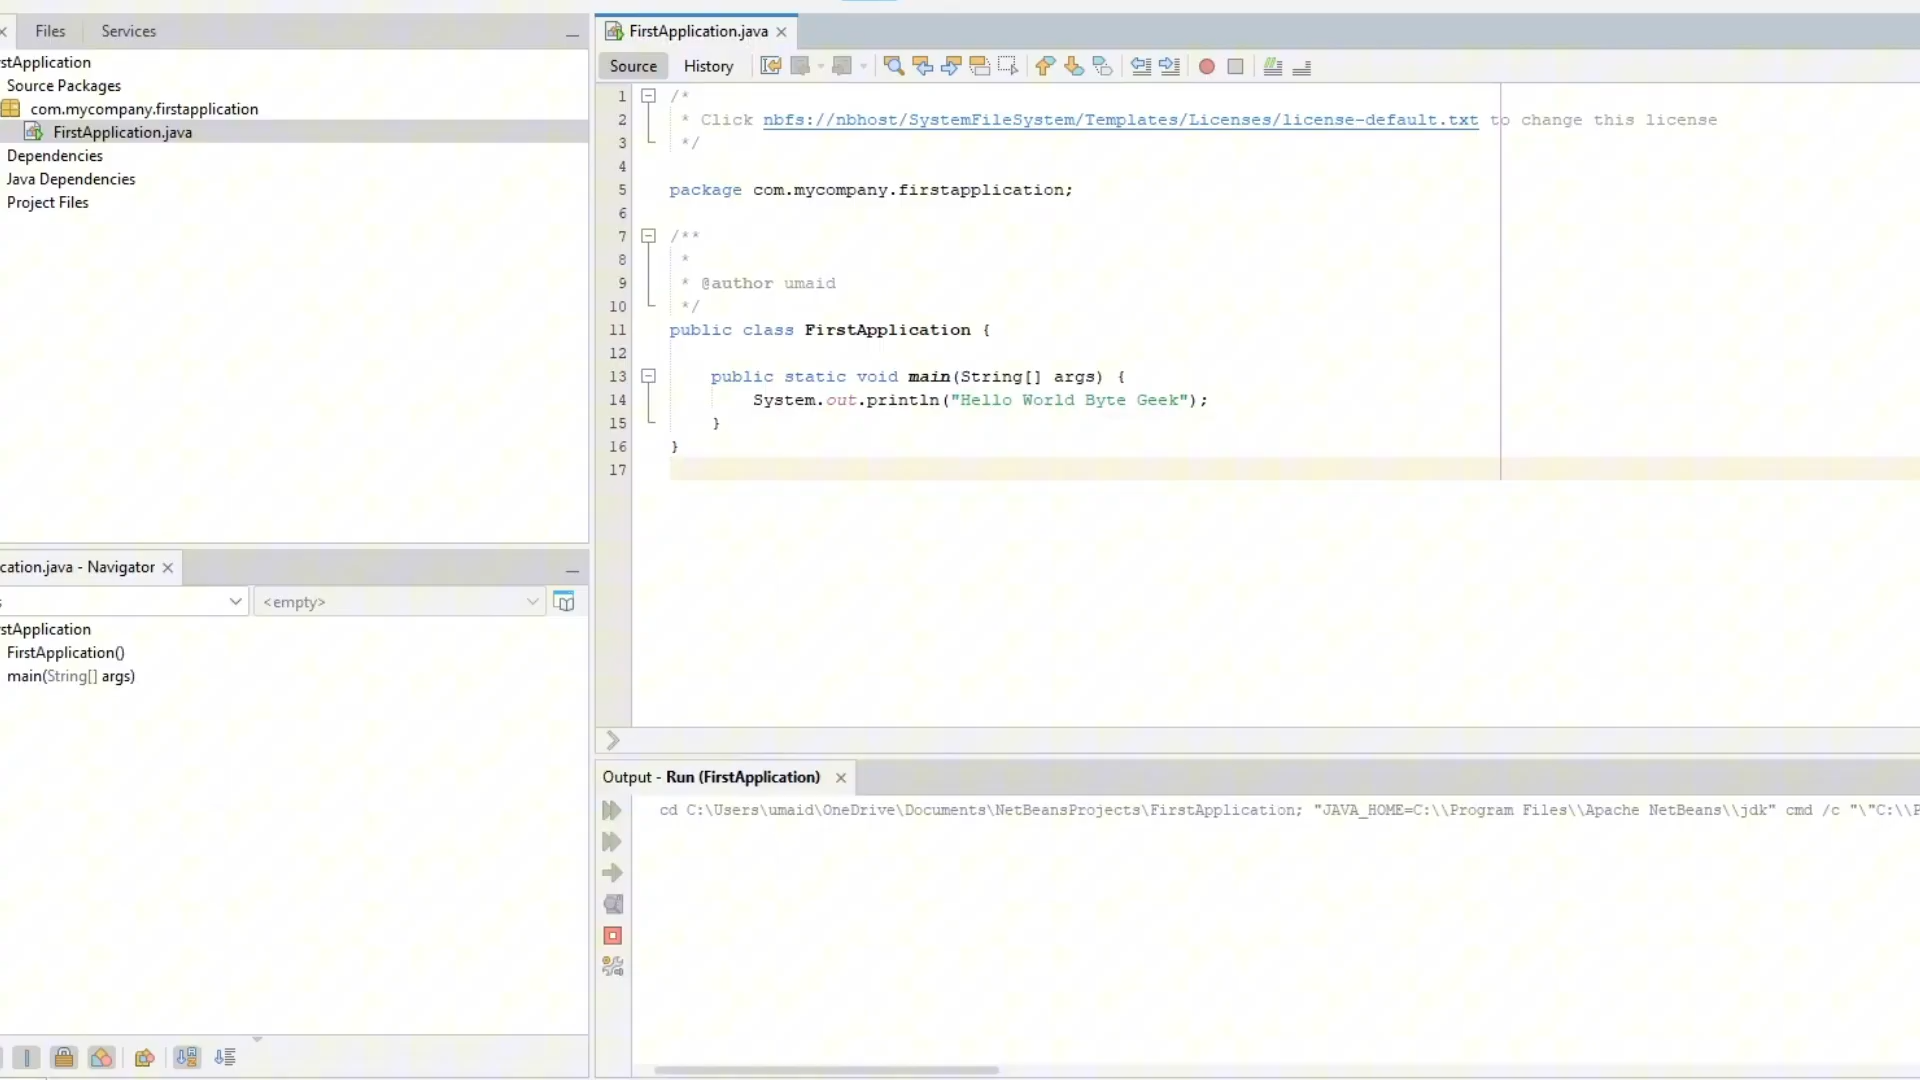 Files Services
stApplication
Source Packages
com.mycompany.firstapplication
FirstApplication.java
Dependencies
Java Dependencies
Project Files
cation.java - Navigator
<empty>
stApplication
FirstApplication()
main(String[] args)
FirstApplication.java
Source History
1 /*
2 * Click nbfs://nbhost/SystemFileSystem/Templates/Licenses/license-default.txt to change this license
3 */
4
5 package com.mycompany.firstapplication;
6
7 /**
8 *
9 * @author umaid
10 */
11 public class FirstApplication {
12
13 public static void main(String[] args) {
14 System.out.println("Hello World Byte Geek");
15 }
16 }
17
Output - Run (FirstApplication)
cd C:\Users\umaid\OneDrive\Documents\NetBeansProjects\FirstApplication; "JAVA_HOME=C:\\Program Files\\Apache NetBeans\\jdk" cmd /c "\"C:\\P